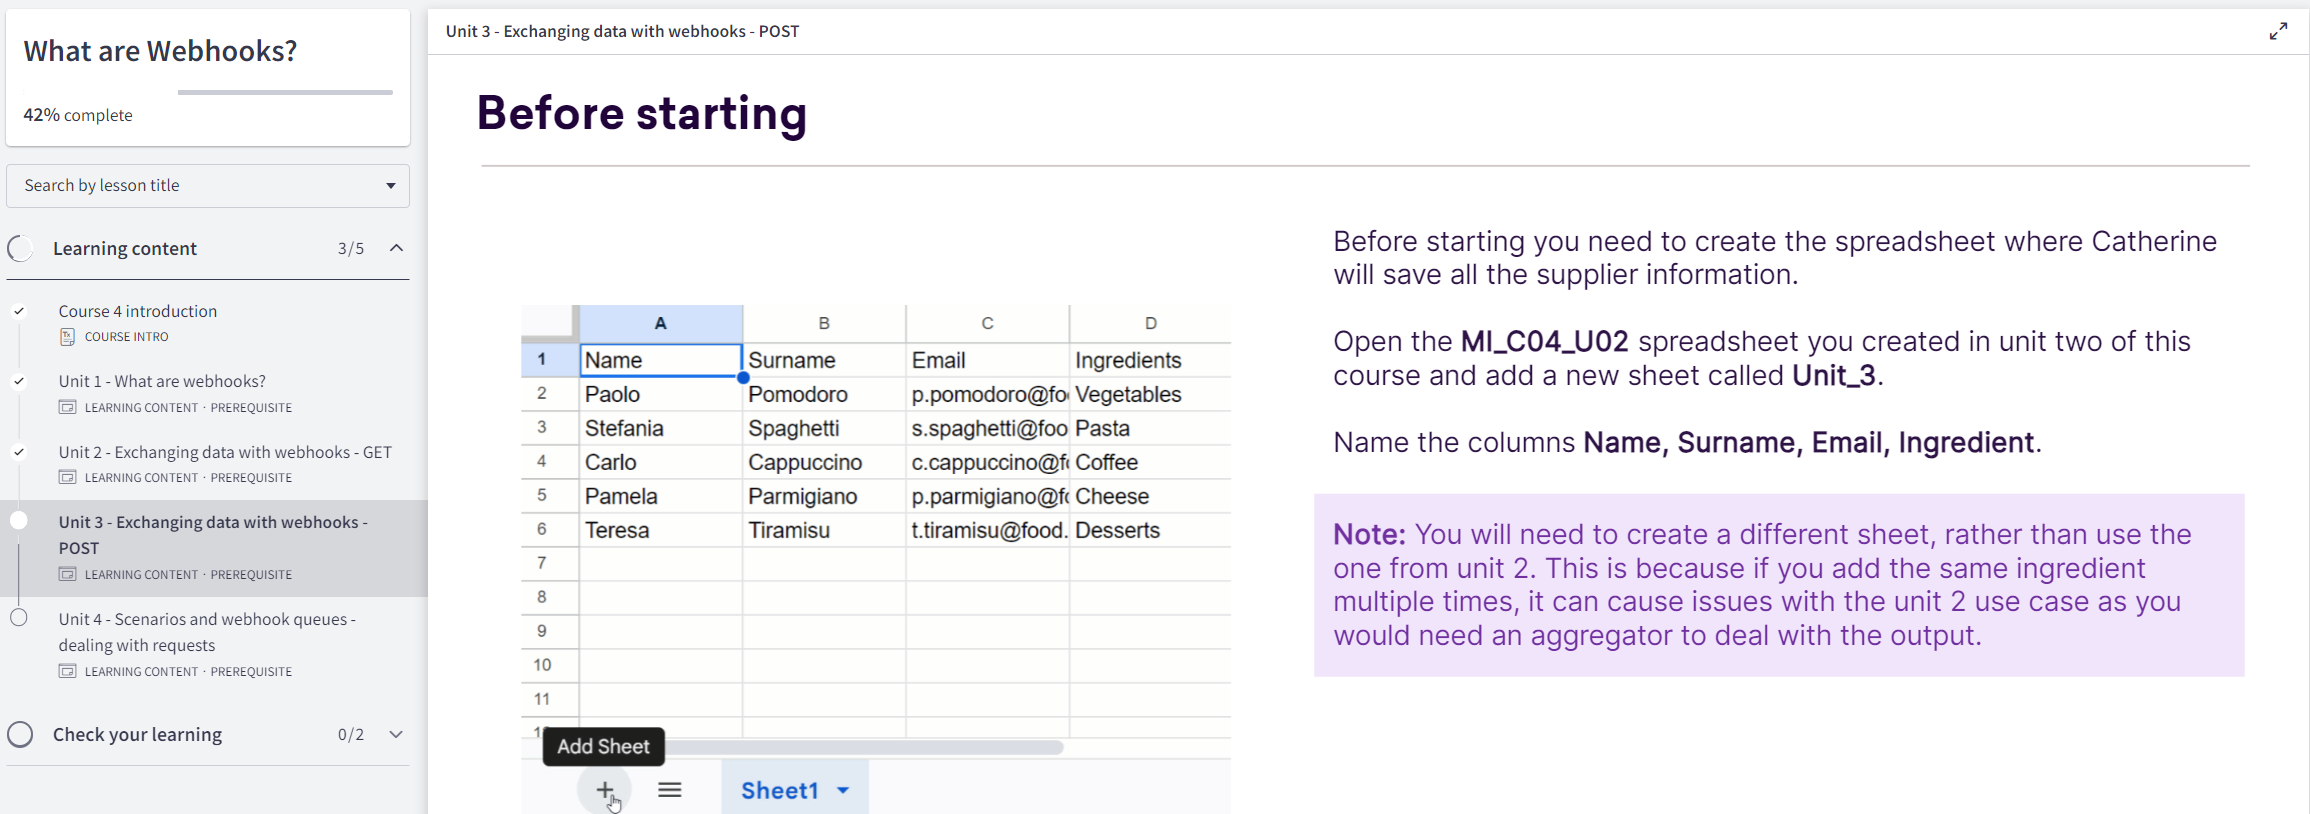 What are Webhooks?
42% complete
Search by lesson title
Learning content 3/5
Course 4 introduction
COURSE INTRO
Unit 1 - What are webhooks?
LEARNING CONTENT · PREREQUISITE
Unit 2 - Exchanging data with webhooks - GET
LEARNING CONTENT · PREREQUISITE
Unit 3 - Exchanging data with webhooks -
POST
LEARNING CONTENT · PREREQUISITE
Unit 4 - Scenarios and webhook queues -
dealing with requests
LEARNING CONTENT · PREREQUISITE
Check your learning 0/2
Unit 3 - Exchanging data with webhooks - POST
Before starting
A B C D
1 Name Surname Email Ingredients
2 Paolo Pomodoro p.pomodoro@fo Vegetables
3 Stefania Spaghetti s.spaghetti@foo Pasta
4 Carlo Cappuccino c.cappuccino@f Coffee
5 Pamela Parmigiano p.parmigiano@f Cheese
6 Teresa Tiramisu t.tiramisu@food. Desserts
7
8
9
10
11
Add Sheet
Sheet1
Before starting you need to create the spreadsheet where Catherine
will save all the supplier information.
Open the MI_C04_U02 spreadsheet you created in unit two of this
course and add a new sheet called Unit_3.
Name the columns Name, Surname, Email, Ingredient.
Note: You will need to create a different sheet, rather than use the
one from unit 2. This is because if you add the same ingredient
multiple times, it can cause issues with the unit 2 use case as you
would need an aggregator to deal with the output.